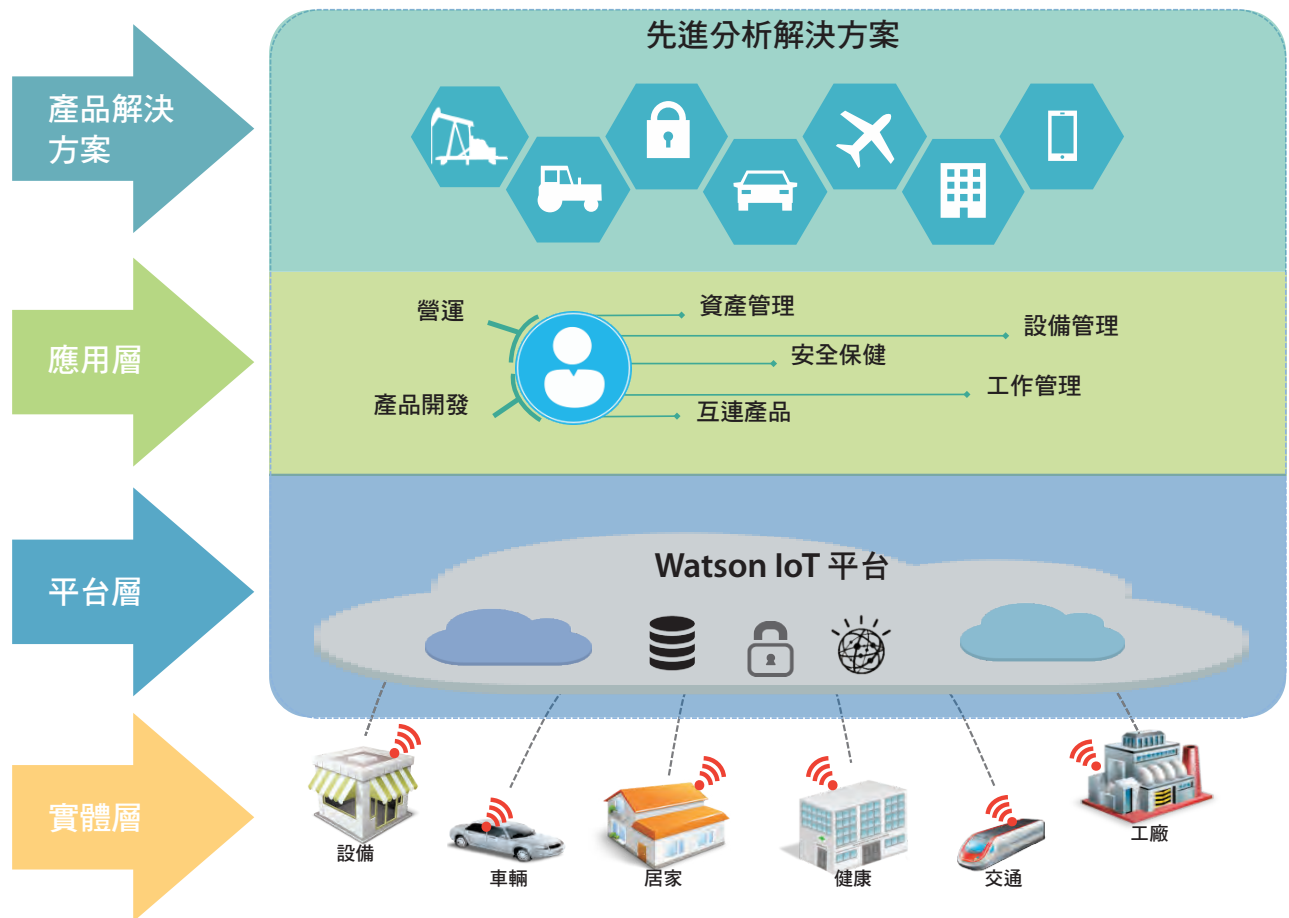 先進分析解決方案
產品解決
方案
應用層
營運
產品開發
資產管理
設備管理
安全保健
工作管理
互連產品
平台層
Watson IoT 平台
實體層
設備
車輛
居家
健康
交通
工廠